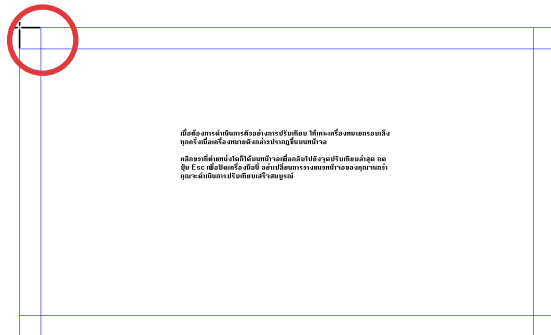 เมื่อต้องการดำเนินการตัวอย่างการปรับเทียบ ให้เคาะเครื่องหมายกรอบเล็ง
ทุกครั้งเมื่อเครื่องหมายดังกล่าวปรากฏขึ้นบนหน้าจอ
คลิกขวาที่ตำแหน่งใดก็ได้บนหน้าจอเพื่อกลับไปยังจุดปรับเทียบล่าสุด กด
ปุ่ม Esc เพื่อปิดเครื่องมือนี้ อย่าเปลี่ยนการวางแนวหน้าจอของคุณจนกว่า
คุณจะดำเนินการปรับเทียบเสร็จสมบูรณ์